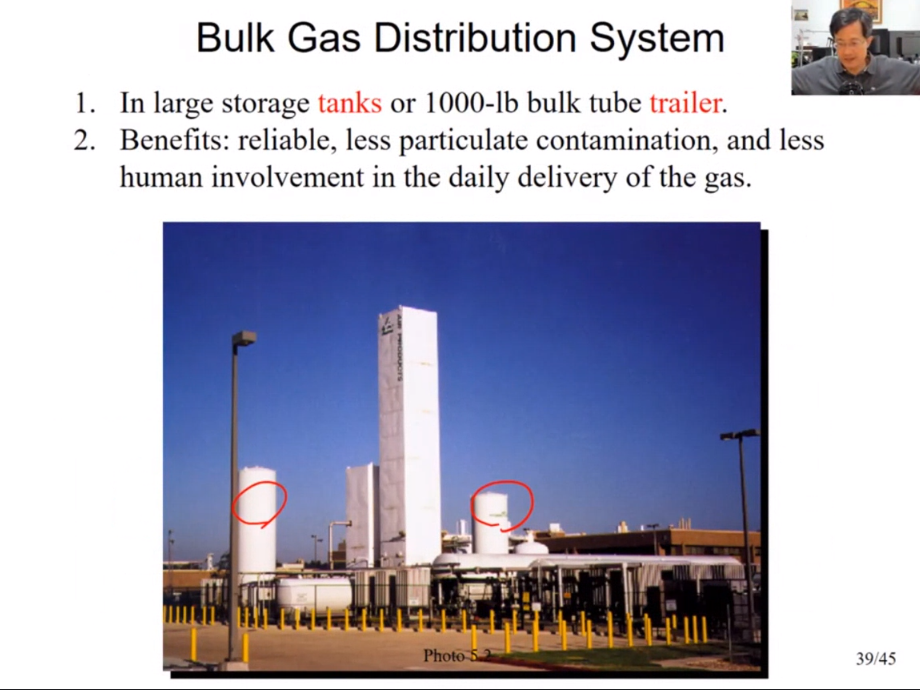 Bulk Gas Distribution System
1. In large storage tanks or 1000-lb bulk tube trailer.
2. Benefits: reliable, less particulate contamination, and less
human involvement in the daily delivery of the gas.
AIR PRODUCTS
Photo 5.2
39/45